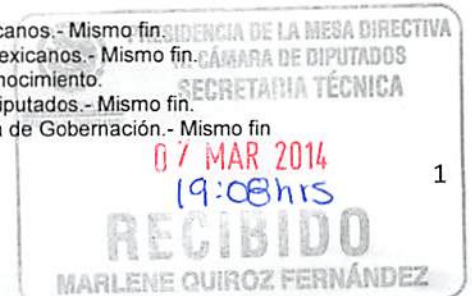 canos.- Mismo fin.
PRESIDENCIA DE LA MESA DIRECTIVA
exicanos.- Mismo fin.
H. CÁMARA DE DIPUTADOS
nocimiento.
SECRETARIA TÉCNICA
iputados.- Mismo fin.
a de Gobernación.- Mismo fin
07 MAR 2014
1
19:08hrs
RECIBIDO
MARLENE QUIROZ FERNÁNDEZ